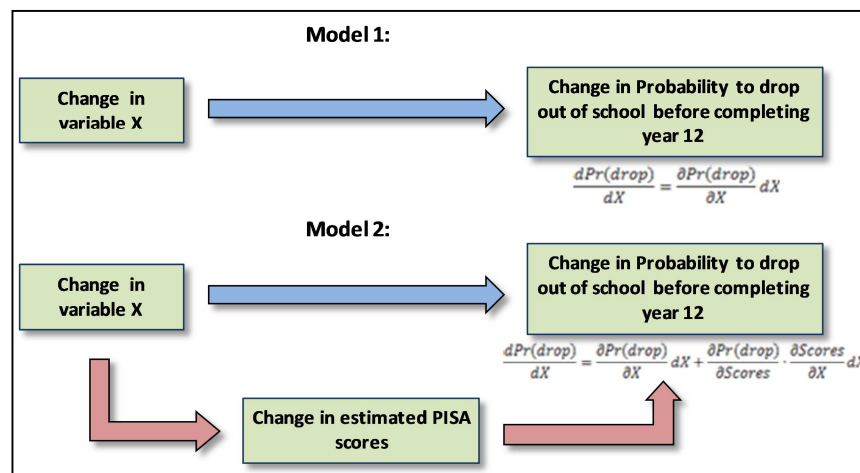 Model 1:
Change in
variable X
Change in Probability to drop
out of school before completing
year 12
dPr(drop)/dX = ∂Pr(drop)/∂X dX
Model 2:
Change in
variable X
Change in Probability to drop
out of school before completing
year 12
dPr(drop)/dX = ∂Pr(drop)/∂X dX + ∂Pr(drop)/∂Scores · ∂Scores/∂X dX
Change in estimated PISA
scores